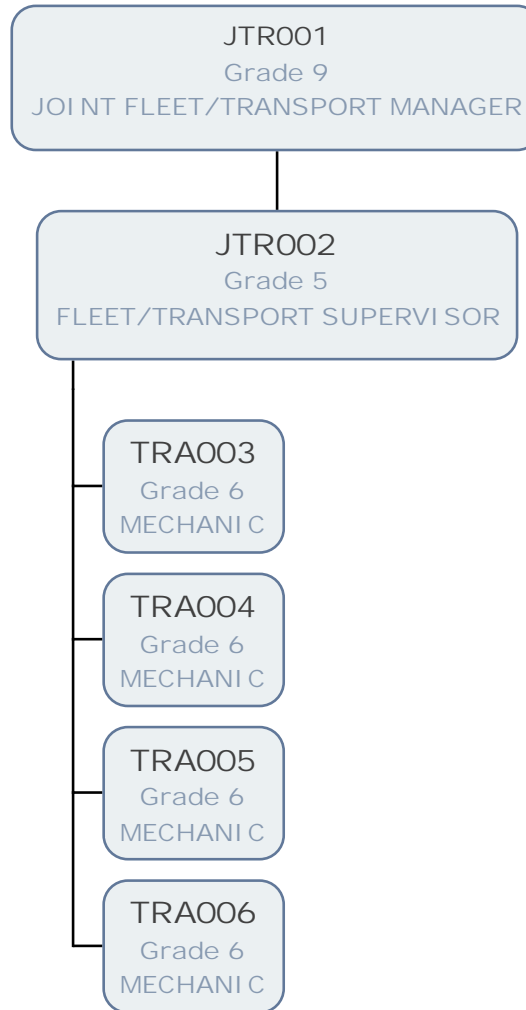 JTR001
Grade 9
JOINT FLEET/TRANSPORT MANAGER
JTR002
Grade 5
FLEET/TRANSPORT SUPERVISOR
TRA003
Grade 6
MECHANIC
TRA004
Grade 6
MECHANIC
TRA005
Grade 6
MECHANIC
TRA006
Grade 6
MECHANIC